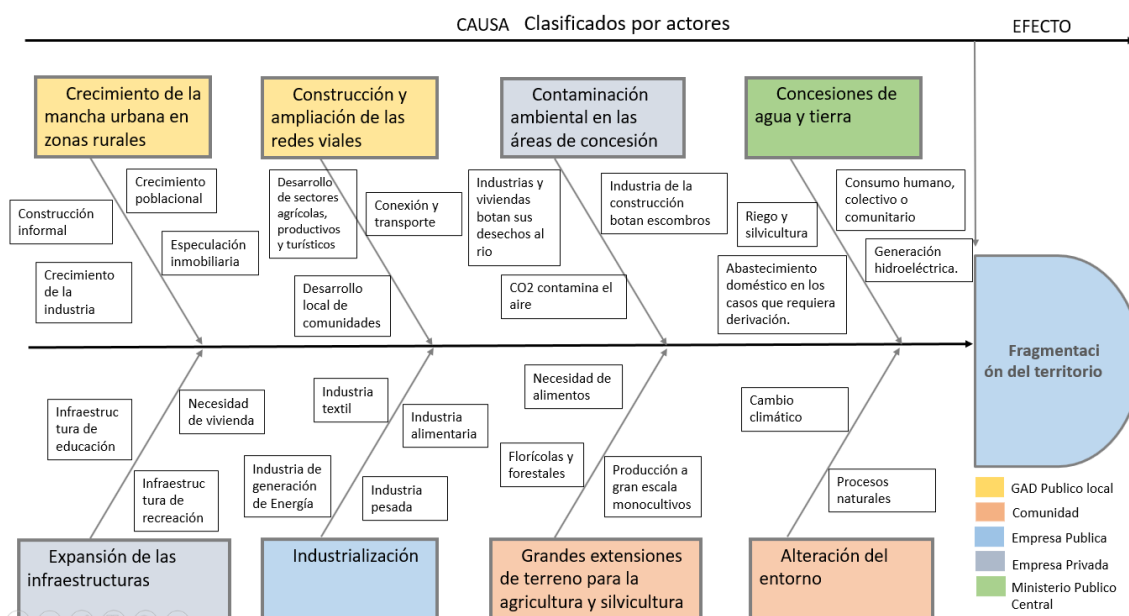 CAUSA Clasificados por actores
EFECTO
Crecimiento de la
mancha urbana en
zonas rurales
Construcción y
ampliación de las
redes viales
Contaminación
ambiental en las
áreas de concesión
Concesiones de
agua y tierra
Crecimiento
poblacional
Construcción
informal
Especulación
inmobiliaria
Crecimiento
de la
industria
Desarrollo
de sectores
agrícolas,
productivos
y turísticos
Conexión y
transporte
Desarrollo
local de
comunidades
Industrias y
viviendas
botan sus
desechos al
rio
Industria de la
construcción
botan escombros
CO2 contamina el
aire
Consumo humano,
colectivo o
comunitario
Riego y
silvicultura
Generación
hidroeléctrica.
Abastecimiento
doméstico en los
casos que requiera
derivación.
Fragmentaci
ón del territorio
Infraestruc
tura de
educación
Necesidad
de vivienda
Infraestruc
tura de
recreación
Industria
textil
Industria
alimentaria
Industria de
generación
de Energía
Industria
pesada
Necesidad de
alimentos
Florícolas y
forestales
Producción a
gran escala
monocultivos
Cambio
climático
Procesos
naturales
Expansión de las
infraestructuras
Industrialización
Grandes extensiones
de terreno para la
agricultura y silvicultura
Alteración del
entorno
GAD Publico local
Comunidad
Empresa Publica
Empresa Privada
Ministerio Publico
Central